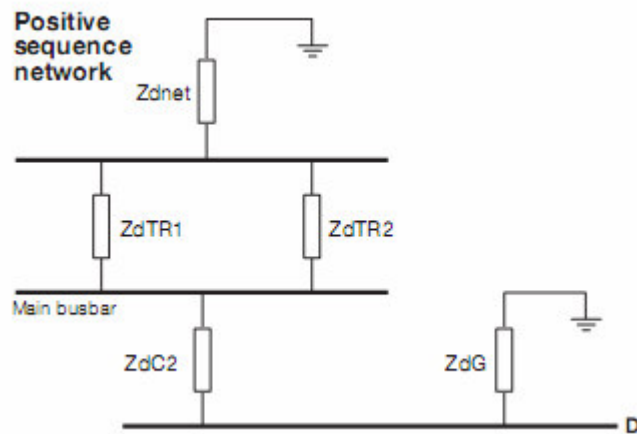 Positive
sequence
network
Zdnet
ZdTR1
ZdTR2
Main busbar
ZdC2
ZdG
D